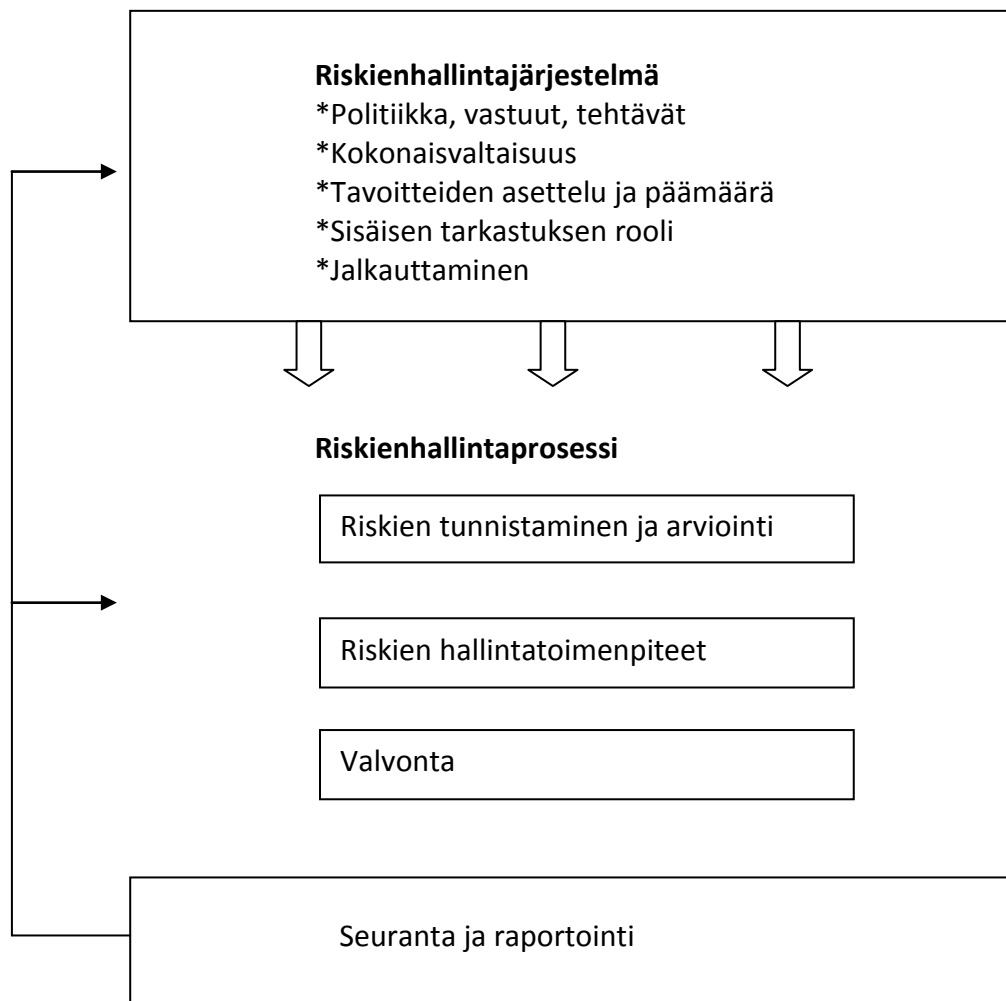 Riskienhallintajärjestelmä
*Politiikka, vastuut, tehtävät
*Kokonaisvaltaisuus
*Tavoitteiden asettelu ja päämäärä
*Sisäisen tarkastuksen rooli
*Jalkauttaminen
Riskienhallintaprosessi
Riskien tunnistaminen ja arviointi
Riskien hallintatoimenpiteet
Valvonta
Seuranta ja raportointi